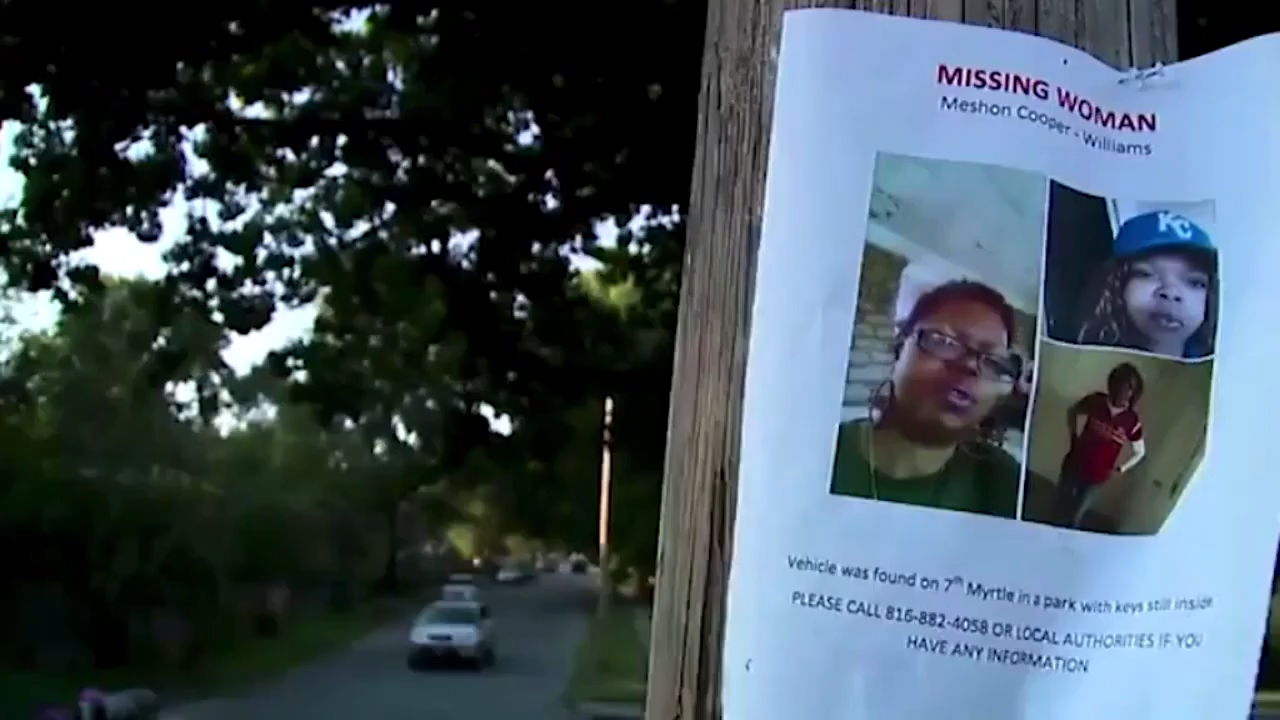 MISSING WOMAN
Meshon Cooper - Williams
KC
Vehicle was found on 7th Myrtle in a park with keys still inside
PLEASE CALL 816-882-4058 OR LOCAL AUTHORITIES IF YOU
HAVE ANY INFORMATION